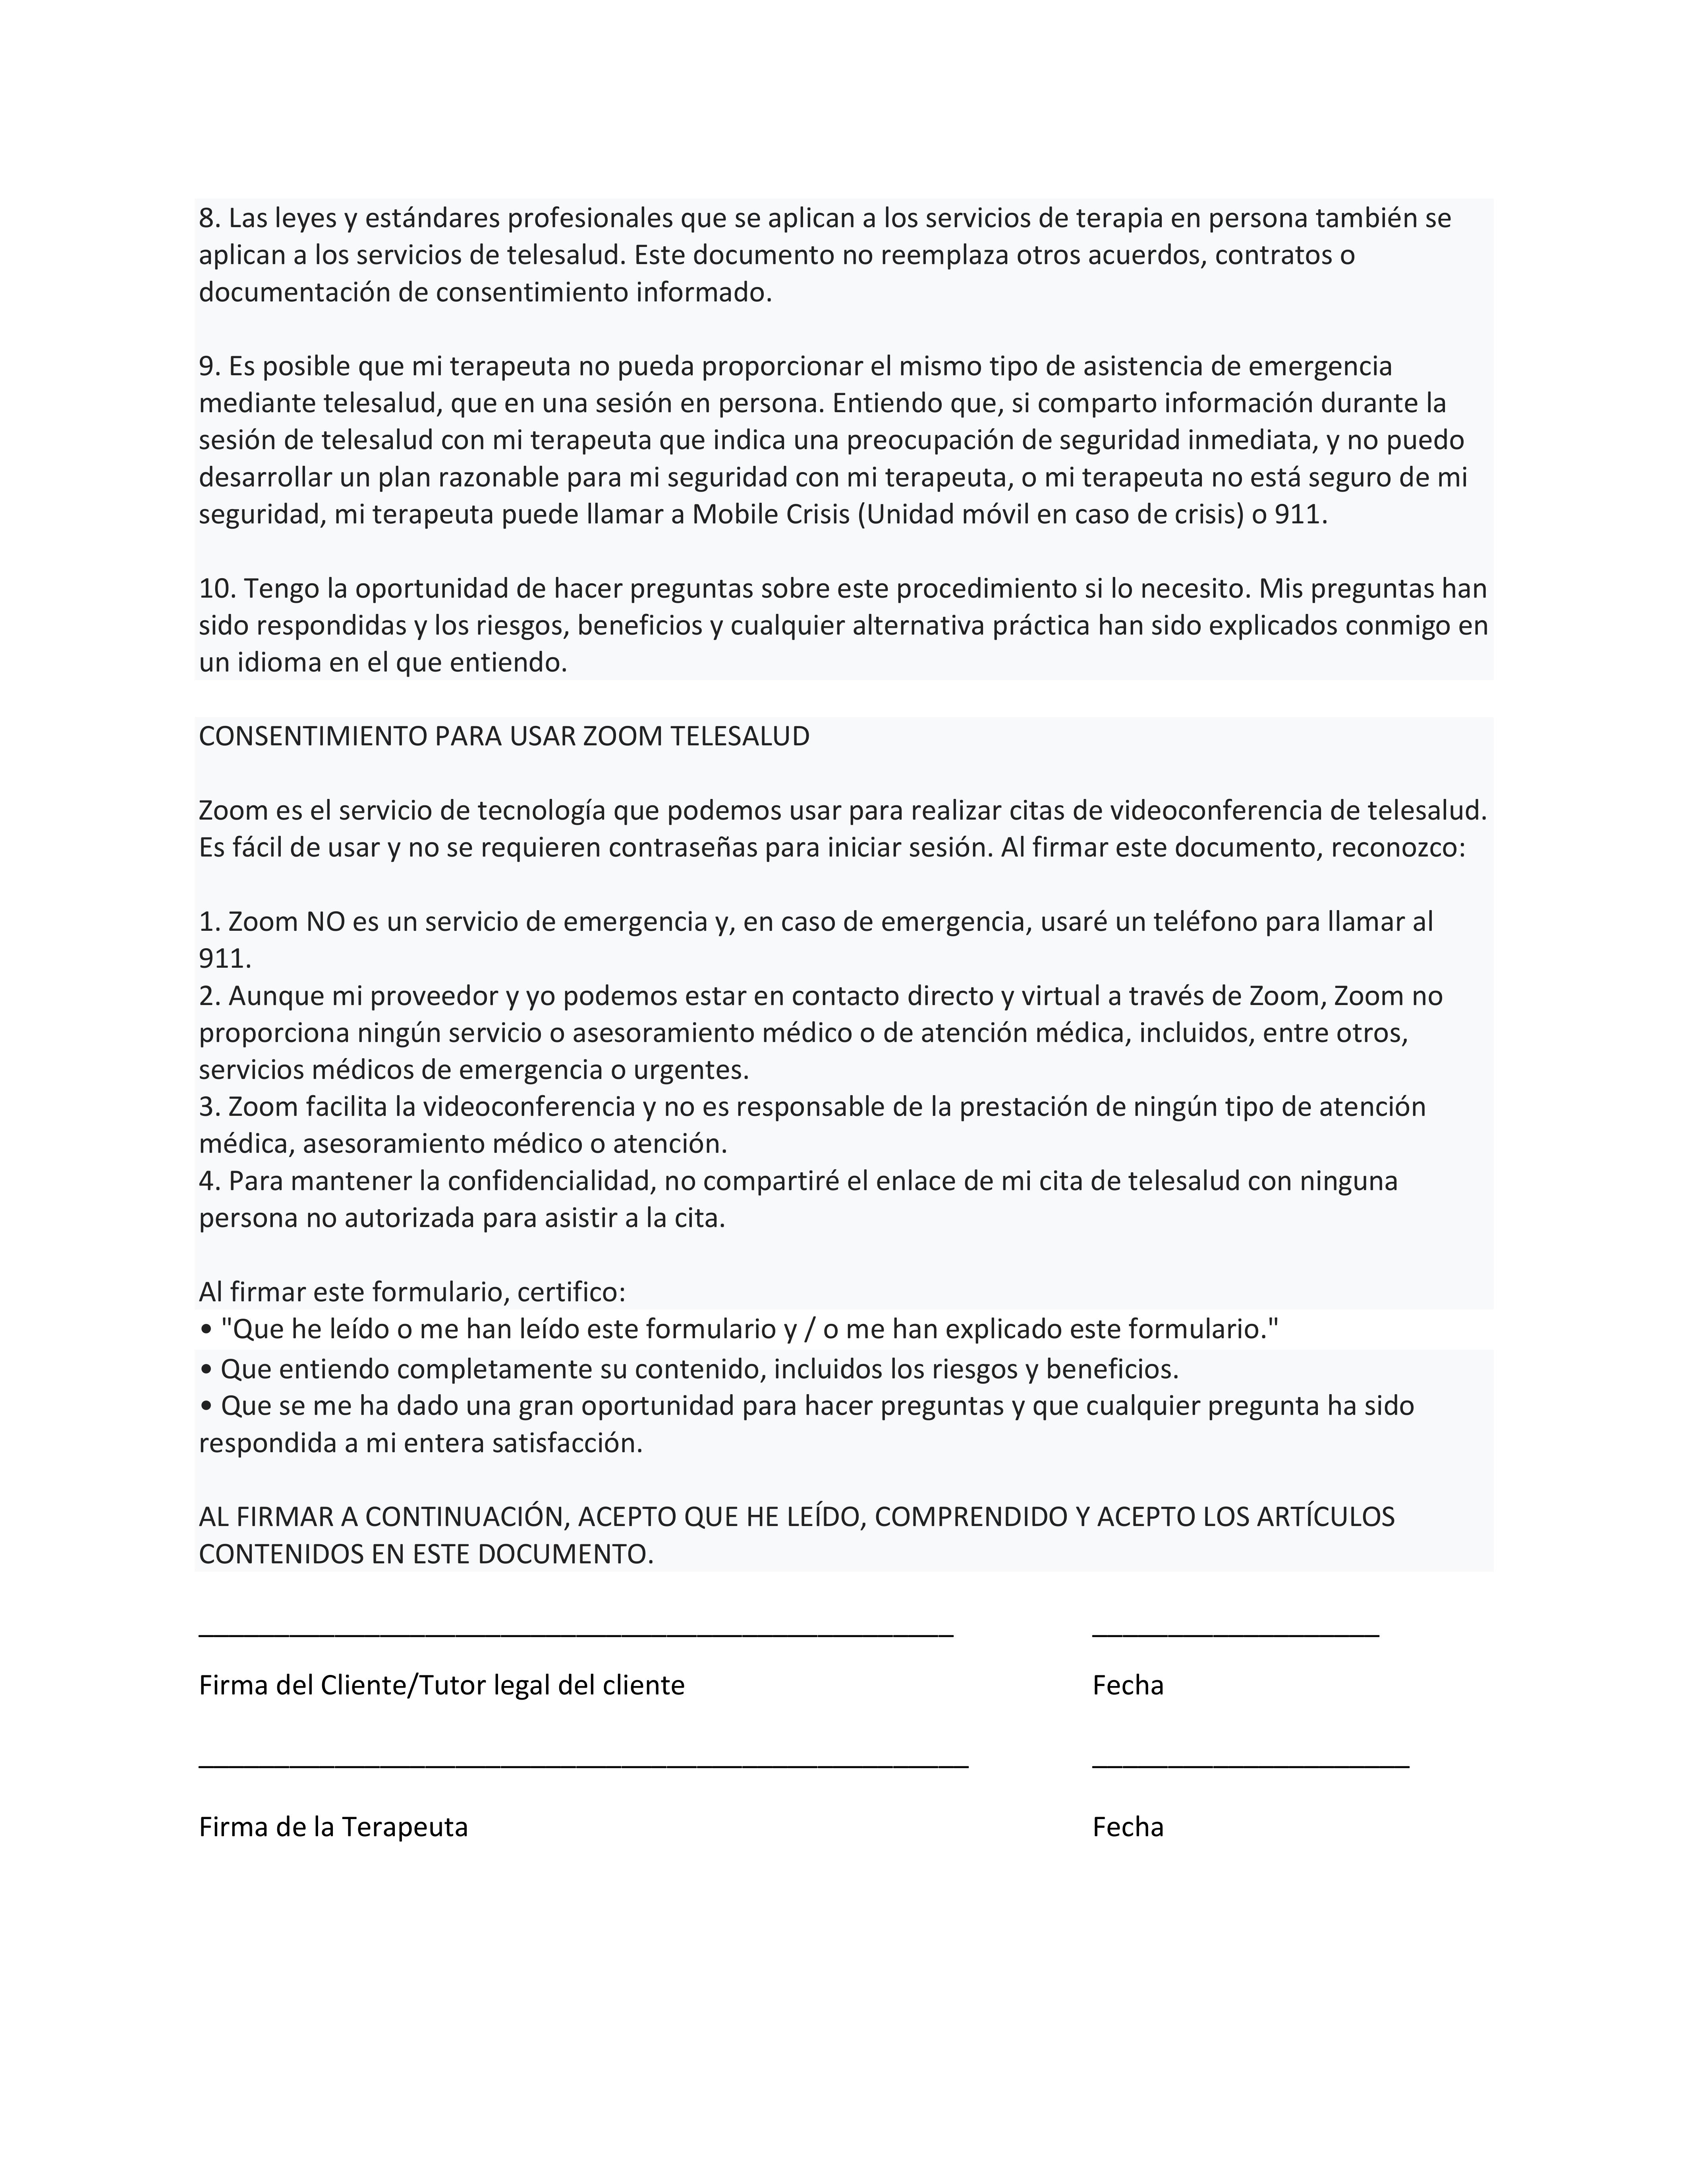 8. Las leyes y estándares profesionales que se aplican a los servicios de terapia en persona también se
aplican a los servicios de telesalud. Este documento no reemplaza otros acuerdos, contratos o
documentación de consentimiento informado.
9. Es posible que mi terapeuta no pueda proporcionar el mismo tipo de asistencia de emergencia
mediante telesalud, que en una sesión en persona. Entiendo que, si comparto información durante la
sesión de telesalud con mi terapeuta que indica una preocupación de seguridad inmediata, y no puedo
desarrollar un plan razonable para mi seguridad con mi terapeuta, o mi terapeuta no está seguro de mi
seguridad, mi terapeuta puede llamar a Mobile Crisis (Unidad móvil en caso de crisis) o 911.
10. Tengo la oportunidad de hacer preguntas sobre este procedimiento si lo necesito. Mis preguntas han
sido respondidas y los riesgos, beneficios y cualquier alternativa práctica han sido explicados conmigo en
un idioma en el que entiendo.
CONSENTIMIENTO PARA USAR ZOOM TELESALUD
Zoom es el servicio de tecnología que podemos usar para realizar citas de videoconferencia de telesalud.
Es fácil de usar y no se requieren contraseñas para iniciar sesión. Al firmar este documento, reconozco:
1. Zoom NO es un servicio de emergencia y, en caso de emergencia, usaré un teléfono para llamar al
911.
2. Aunque mi proveedor y yo podemos estar en contacto directo y virtual a través de Zoom, Zoom no
proporciona ningún servicio o asesoramiento médico o de atención médica, incluidos, entre otros,
servicios médicos de emergencia o urgentes.
3. Zoom facilita la videoconferencia y no es responsable de la prestación de ningún tipo de atención
médica, asesoramiento médico o atención.
4. Para mantener la confidencialidad, no compartiré el enlace de mi cita de telesalud con ninguna
persona no autorizada para asistir a la cita.
Al firmar este formulario, certifico:
• "Que he leído o me han leído este formulario y / o me han explicado este formulario."
• Que entiendo completamente su contenido, incluidos los riesgos y beneficios.
• Que se me ha dado una gran oportunidad para hacer preguntas y que cualquier pregunta ha sido
respondida a mi entera satisfacción.
AL FIRMAR A CONTINUACIÓN, ACEPTO QUE HE LEÍDO, COMPRENDIDO Y ACEPTO LOS ARTÍCULOS
CONTENIDOS EN ESTE DOCUMENTO.
Firma del Cliente/Tutor legal del cliente Fecha
Firma de la Terapeuta Fecha